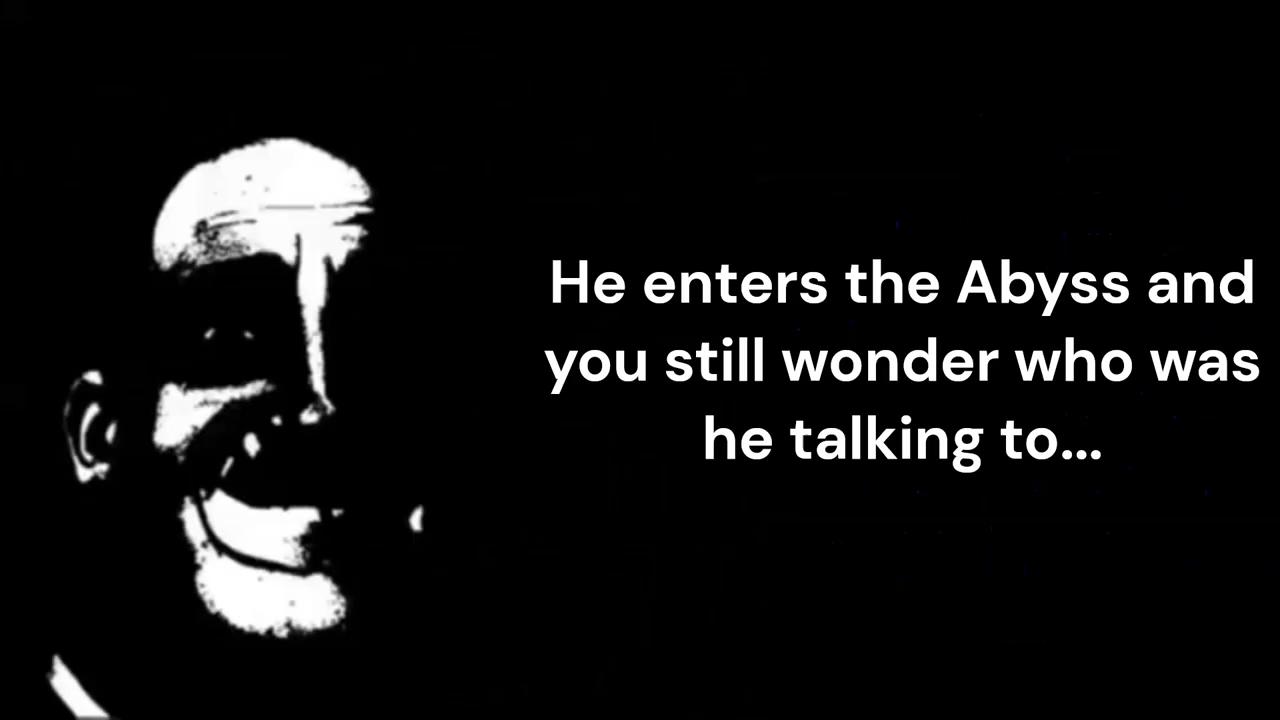 He enters the Abyss and
you still wonder who was
he talking to...